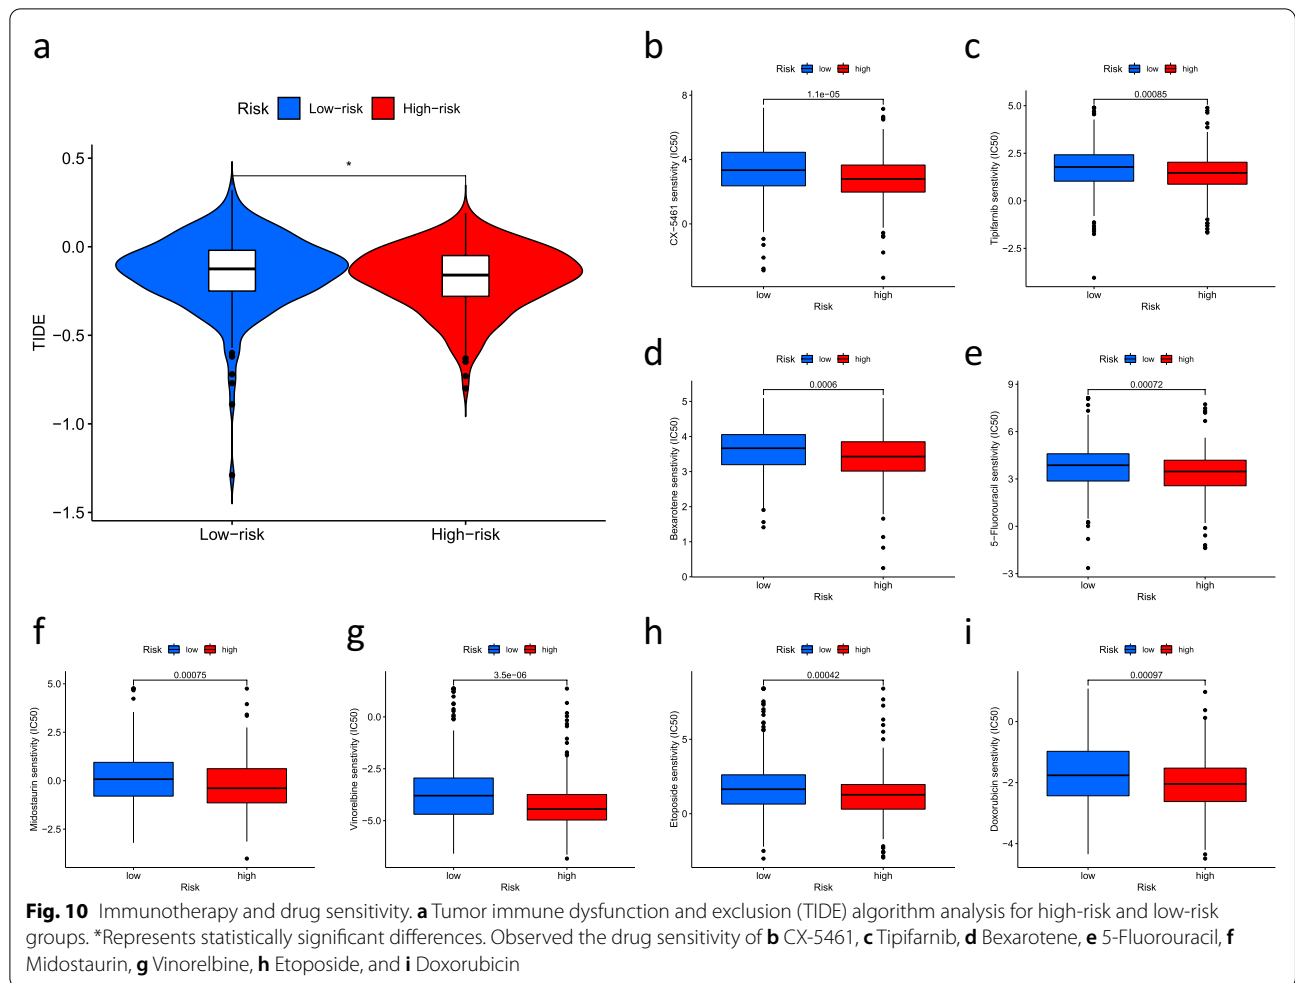 a
Risk Low−risk High−risk
0.5
0.0
−0.5
−1.0
−1.5
TIDE
*
Low−risk High−risk
b
Risk low high
1.1e−05
8
4
0
CX−5461 senstivity (IC50)
low high
Risk
c
Risk low high
0.00085
5.0
2.5
0.0
−2.5
Tipifarnib senstivity (IC50)
low high
Risk
d
Risk low high
0.0006
5
4
3
2
1
0
Bexarotene senstivity (IC50)
low high
Risk
e
Risk low high
0.00072
9
6
3
0
−3
5−Fluorouracil senstivity (IC50)
low high
Risk
f
Risk low high
0.00075
5.0
2.5
0.0
−2.5
Midostaurin senstivity (IC50)
low high
Risk
g
Risk low high
3.5e−06
0.0
−2.5
−5.0
Vinorelbine senstivity (IC50)
low high
Risk
h
Risk low high
0.00042
5
0
Etoposide senstivity (IC50)
low high
Risk
i
Risk low high
0.00097
0
−2
−4
Doxorubicin senstivity (IC50)
low high
Risk
Fig. 10 Immunotherapy and drug sensitivity. a Tumor immune dysfunction and exclusion (TIDE) algorithm analysis for high-risk and low-risk
groups. *Represents statistically significant differences. Observed the drug sensitivity of b CX-5461, c Tipifarnib, d Bexarotene, e 5-Fluorouracil, f
Midostaurin, g Vinorelbine, h Etoposide, and i Doxorubicin